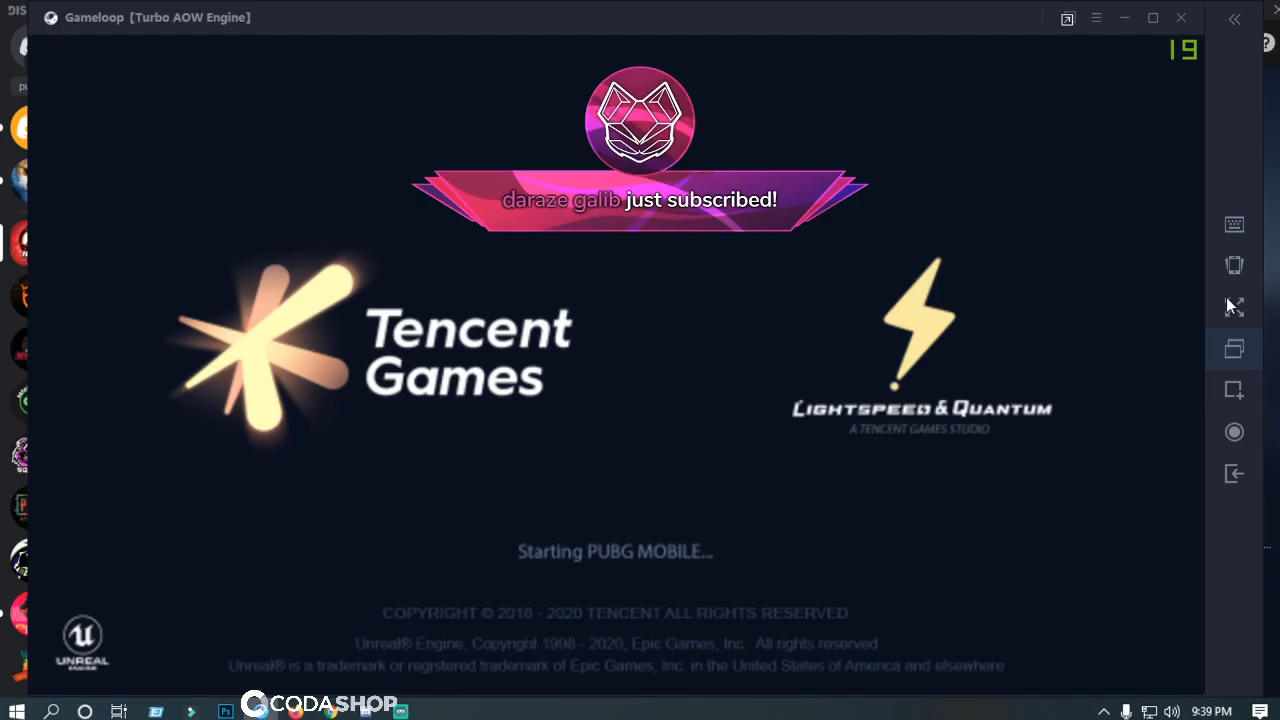 DIS
Gameloop [Turbo AOW Engine]
19
daraze galib just subscribed!
Tencent
Games
LIGHTSPEED & QUANTUM
A TENCENT GAMES STUDIO
Starting PUBG MOBILE...
COPYRIGHT © 2018 - 2020 TENCENT ALL RIGHTS RESERVED
Unreal® Engine, Copyright 1998 - 2020, Epic Games, Inc. All rights reserved
Unreal® is a trademark or registered trademark of Epic Games, Inc. in the United States of America and elsewhere
UNREAL
ENGINE
CODASHOP
Ps
9:39 PM